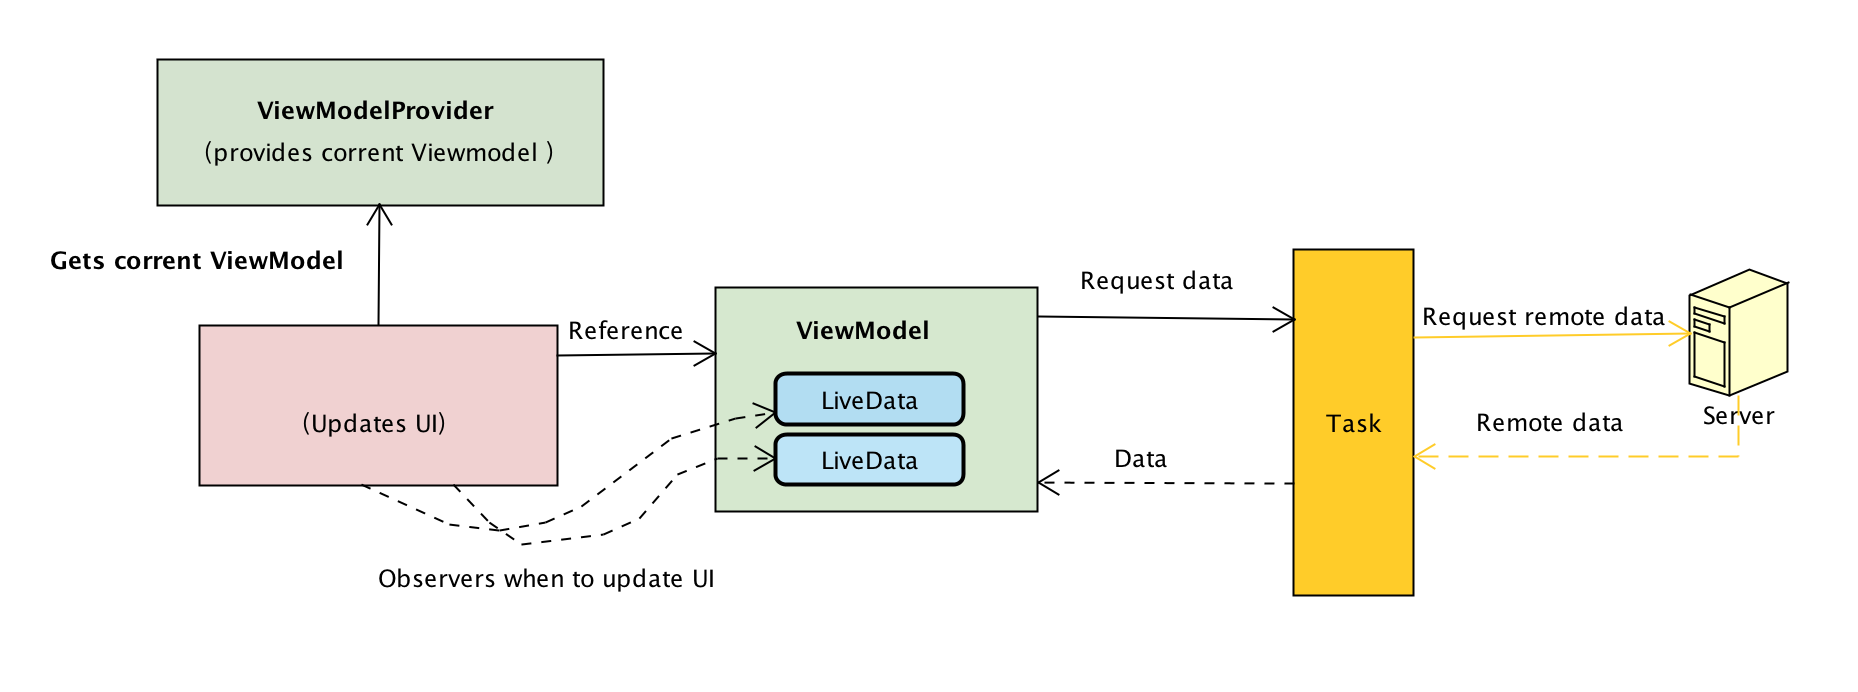 ViewModelProvider
(provides corrent Viewmodel )
Gets corrent ViewModel
Reference
(Updates UI)
ViewModel
LiveData
LiveData
Observers when to update UI
Request data
Data
Task
Request remote data
Remote data
Server